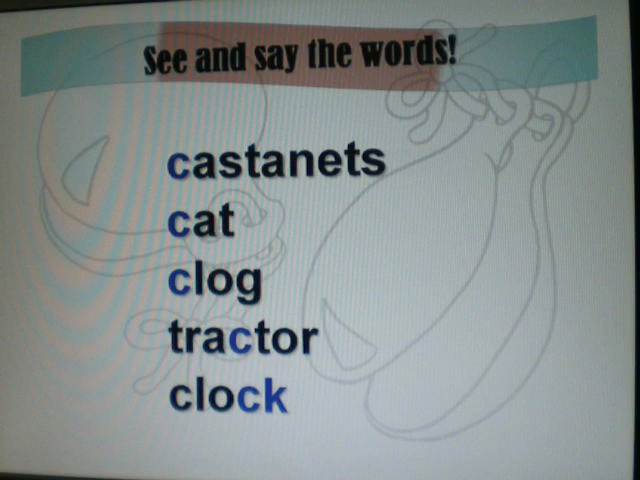 See and say the words!
castanets
cat
clog
tractor
clock